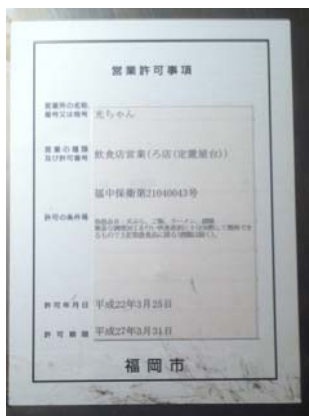 営業許可事項
営業所の名称
屋号又は商号
光ちゃん
営業の種類
及び許可番号
飲食店営業(ろ店(定置屋台))
福中保衛第21040043号
許可の条件等
許可年月日
平成22年3月25日
許可期限
平成27年3月31日
福岡市